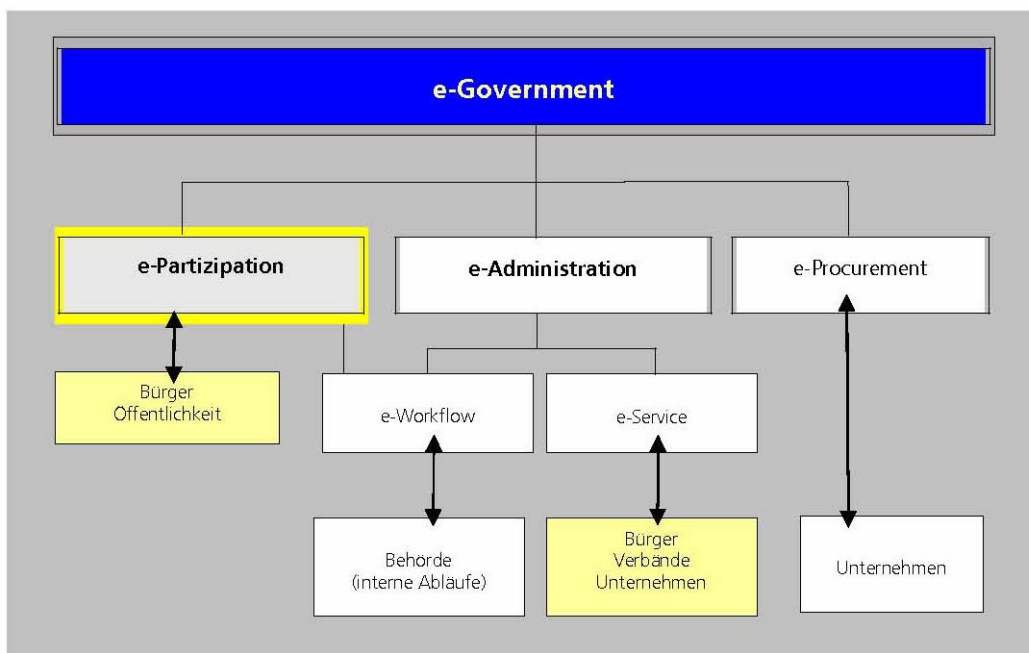 e-Government
e-Partizipation
e-Administration
e-Procurement
Bürger
Öffentlichkeit
e-Workflow
e-Service
Behörde
(interne Abläufe)
Bürger
Verbände
Unternehmen
Unternehmen